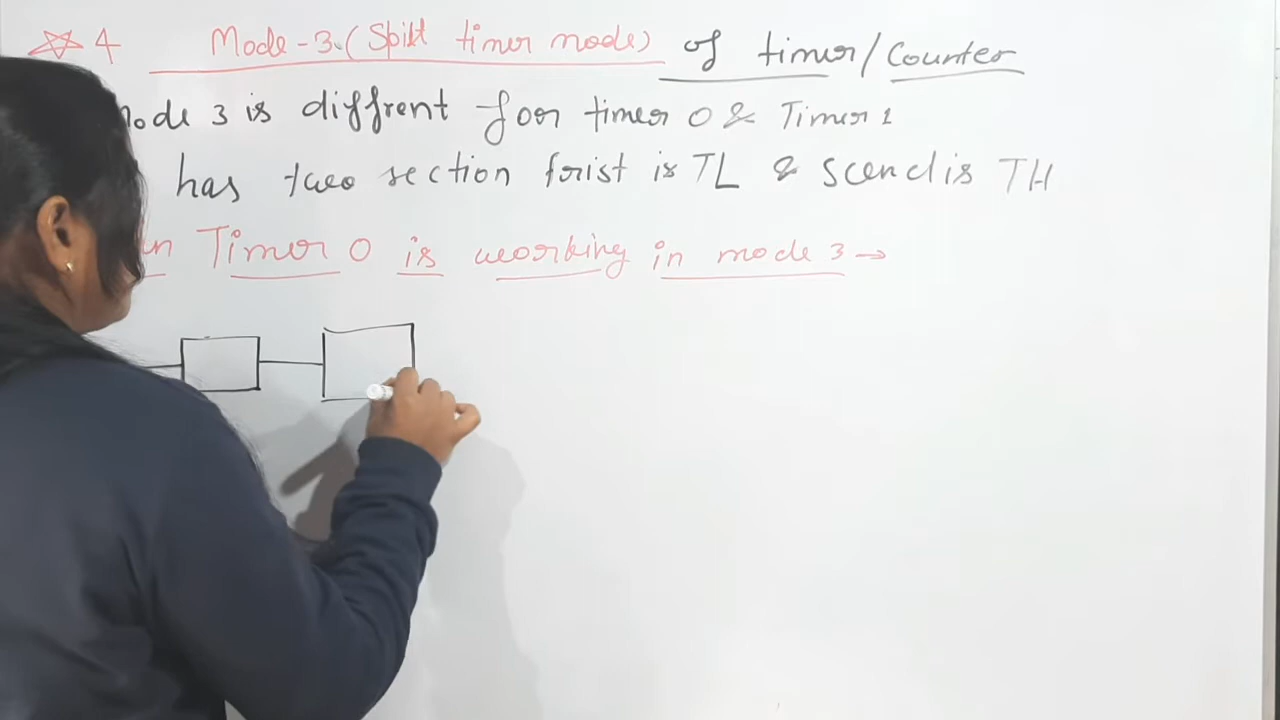 4 Mode-3.(Split timer mode) of timer/Counter
mode 3 is diffrent for timer 0 & Timer 1
has two section forist is TL & scend is TH
Timer 0 is working in mode 3 →